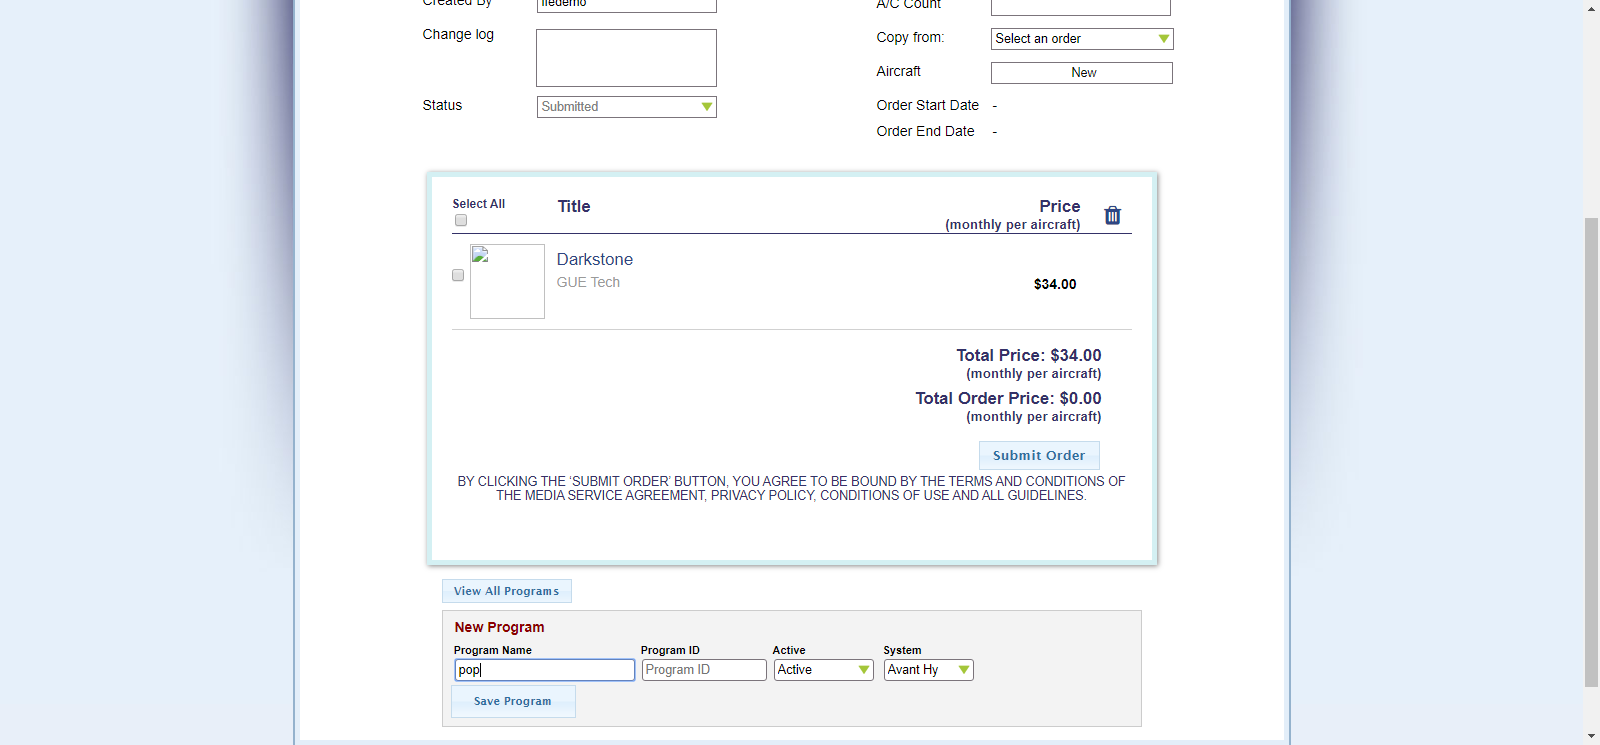 Created By
Change log
Status
Submitted
A/C Count
Copy from:
Select an order
Aircraft
New
Order Start Date -
Order End Date -
Select All
Title
Price
(monthly per aircraft)
Darkstone
GUE Tech
$34.00
Total Price: $34.00
(monthly per aircraft)
Total Order Price: $0.00
(monthly per aircraft)
Submit Order
BY CLICKING THE ‘SUBMIT ORDER’ BUTTON, YOU AGREE TO BE BOUND BY THE TERMS AND CONDITIONS OF
THE MEDIA SERVICE AGREEMENT, PRIVACY POLICY, CONDITIONS OF USE AND ALL GUIDELINES.
View All Programs
New Program
Program Name Program ID Active System
pop Program ID Active Avant Hy
Save Program